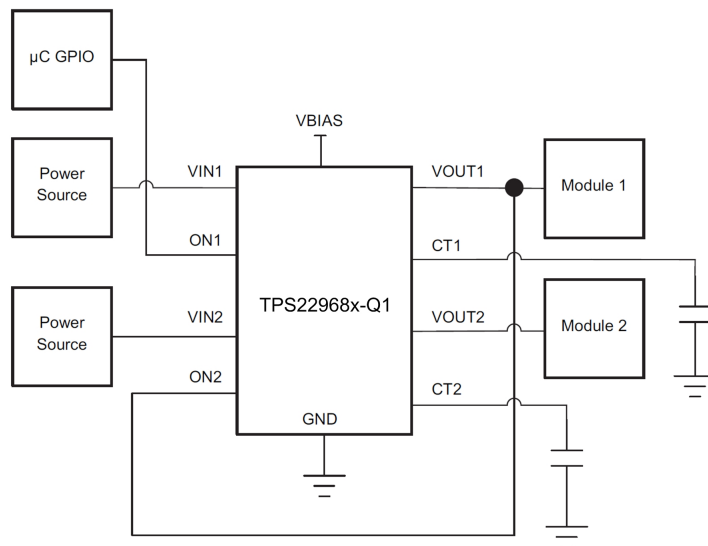 µC GPIO
VBIAS
Power
Source
VIN1
VOUT1
Module 1
ON1
CT1
TPS22968x-Q1
Power
Source
VIN2
VOUT2
Module 2
ON2
CT2
GND